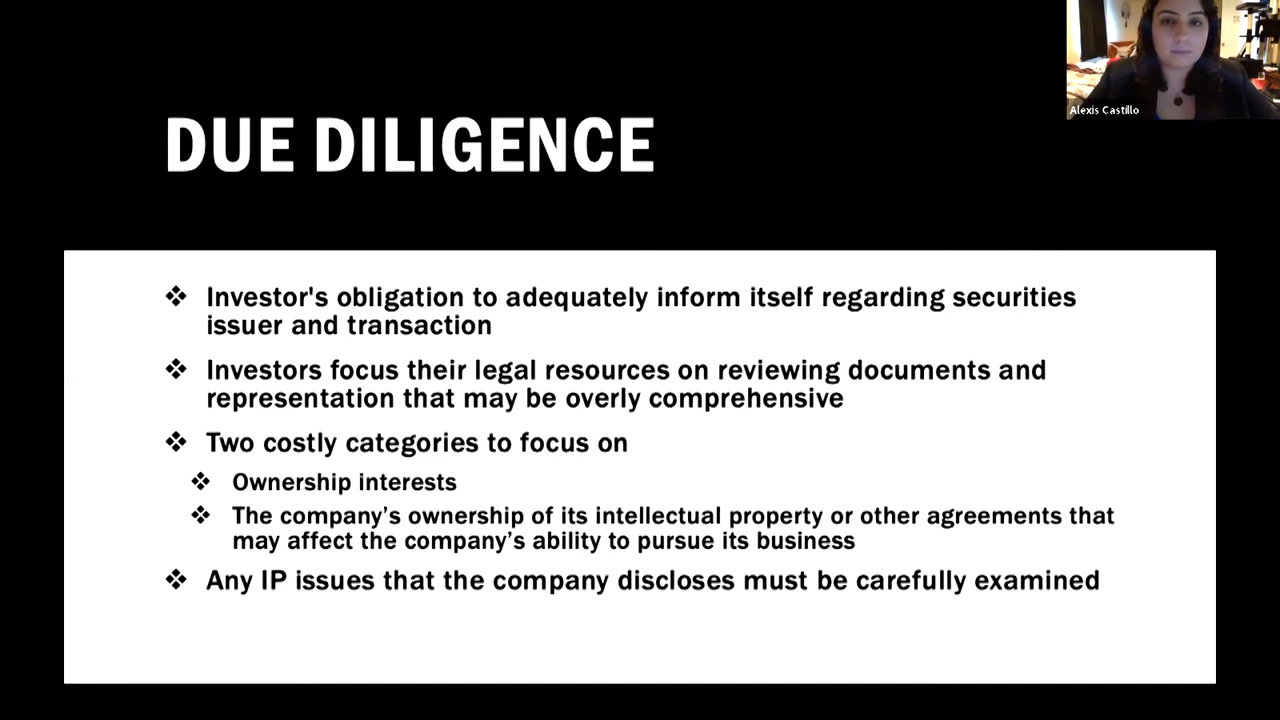 Alexis Castillo
DUE DILIGENCE
❖ Investor's obligation to adequately inform itself regarding securities
issuer and transaction
❖ Investors focus their legal resources on reviewing documents and
representation that may be overly comprehensive
❖ Two costly categories to focus on
❖ Ownership interests
❖ The company’s ownership of its intellectual property or other agreements that
may affect the company’s ability to pursue its business
❖ Any IP issues that the company discloses must be carefully examined